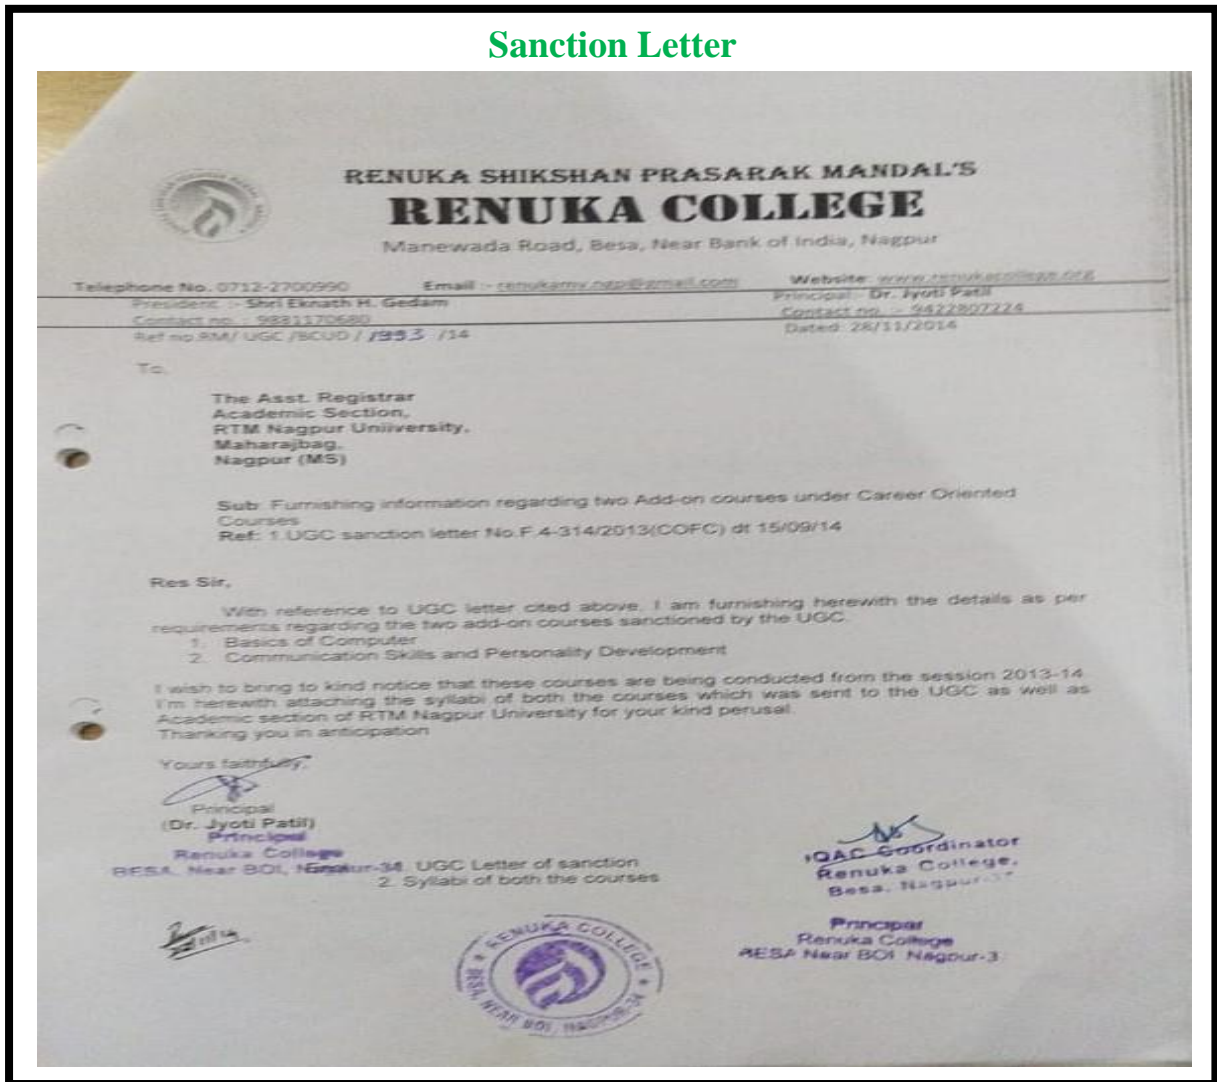 Sanction Letter
RENUKA SHIKSHAN PRASARAK MANDAL'S
RENUKA COLLEGE
Manewada Road, Besa, Near Bank of India, Nagpur
Telephone No. 0712-2700990 Email :- renukamv.ngp@gmail.com Website: www.renukacollege.org
President :- Shri Eknath H. Gedam Principal:- Dr. Jyoti Patil
Contact no. :- 9881170680 Contact no. :- 9422807224
Ref no.RM/ UGC /BCUD / 1993 /14 Dated: 28/11/2014
To,
The Asst. Registrar
Academic Section,
RTM Nagpur Uniiversity,
Maharajbag,
Nagpur (MS)
Sub: Furnishing information regarding two Add-on courses under Career Oriented
Courses
Ref: 1.UGC sanction letter No.F.4-314/2013(COFC) dt 15/09/14
Res Sir,
With reference to UGC letter cited above, I am furnishing herewith the details as per
requirements regarding the two add-on courses sanctioned by the UGC.
1. Basics of Computer
2. Communication Skills and Personality Development
I wish to bring to kind notice that these courses are being conducted from the session 2013-14
I'm herewith attaching the syllabi of both the courses which was sent to the UGC as well as
Academic section of RTM Nagpur University for your kind perusal.
Thanking you in anticipation
Yours faithfully,
Principal
(Dr. Jyoti Patil)
Principal
Renuka College
BESA, Near BOI, UGC Letter of sanction
2. Syllabi of both the courses
IQAC Coordinator
Renuka College,
Besa, Nagpur
Principal
Renuka College
BESA Near BOI Nagpur-3
RENUKA COLLEGE
BESA, NEAR BOI, NAGPUR-34